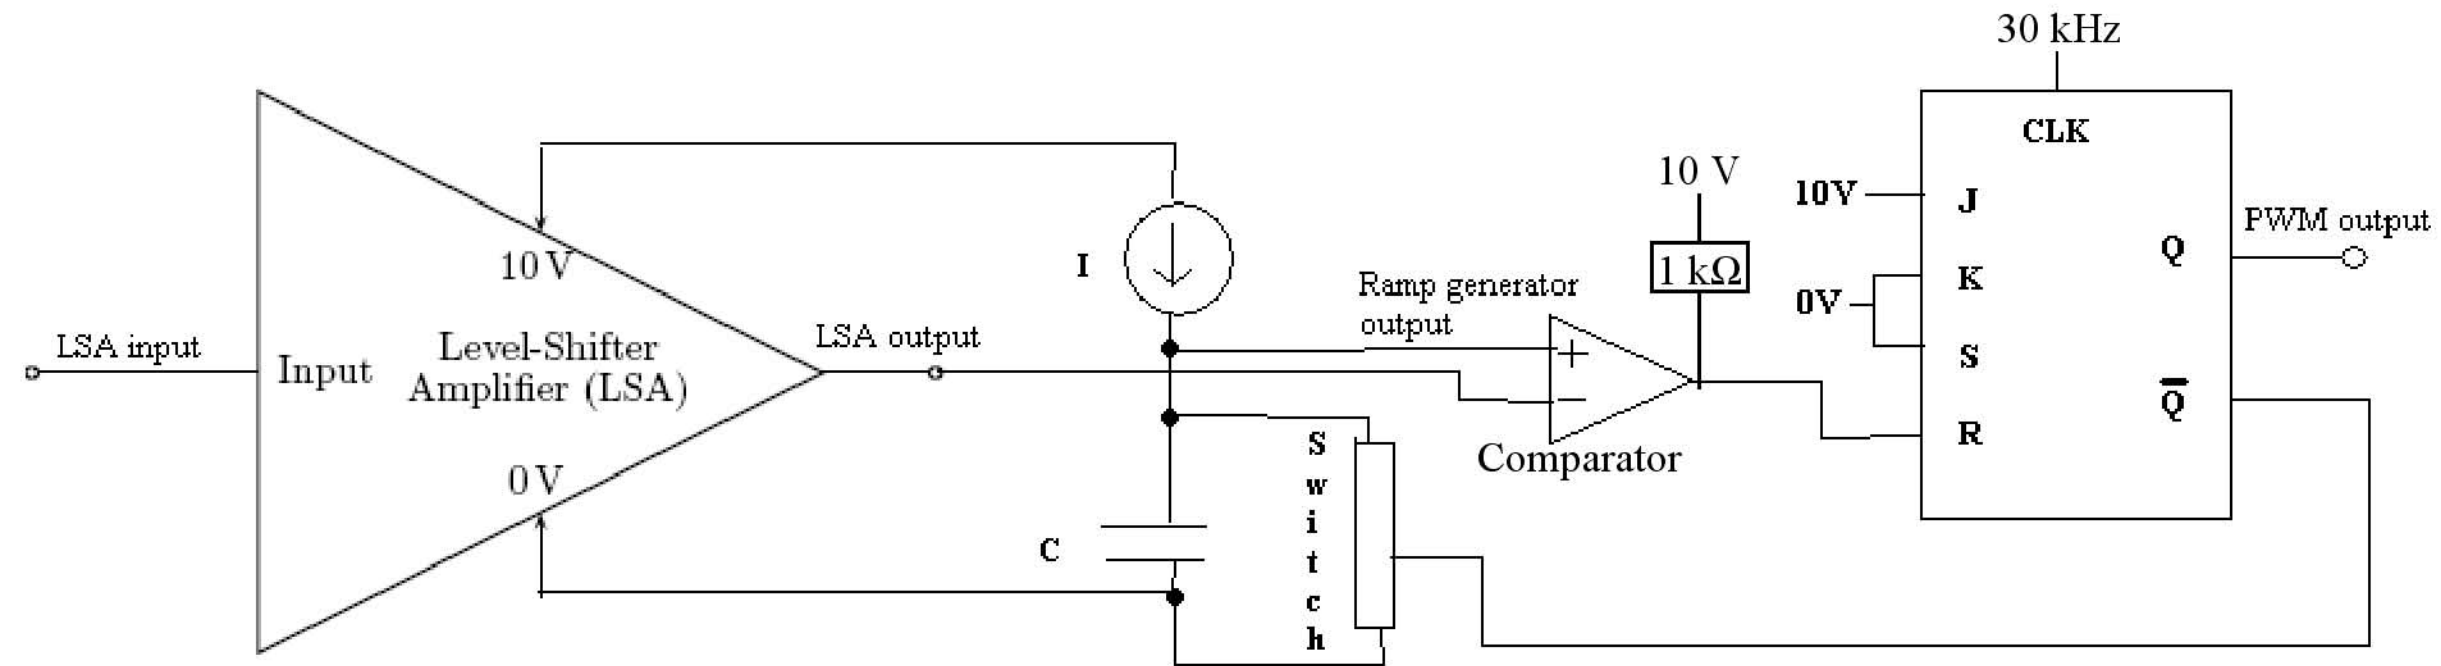 30 kHz
CLK
10 V
1 kΩ
10V
J
Q
PWM output
10 V
I
Ramp generator
output
0V
K
S
LSA input
Input
Level-Shifter
Amplifier (LSA)
LSA output
+
−
Comparator
Q̅
R
0 V
C
S
w
i
t
c
h